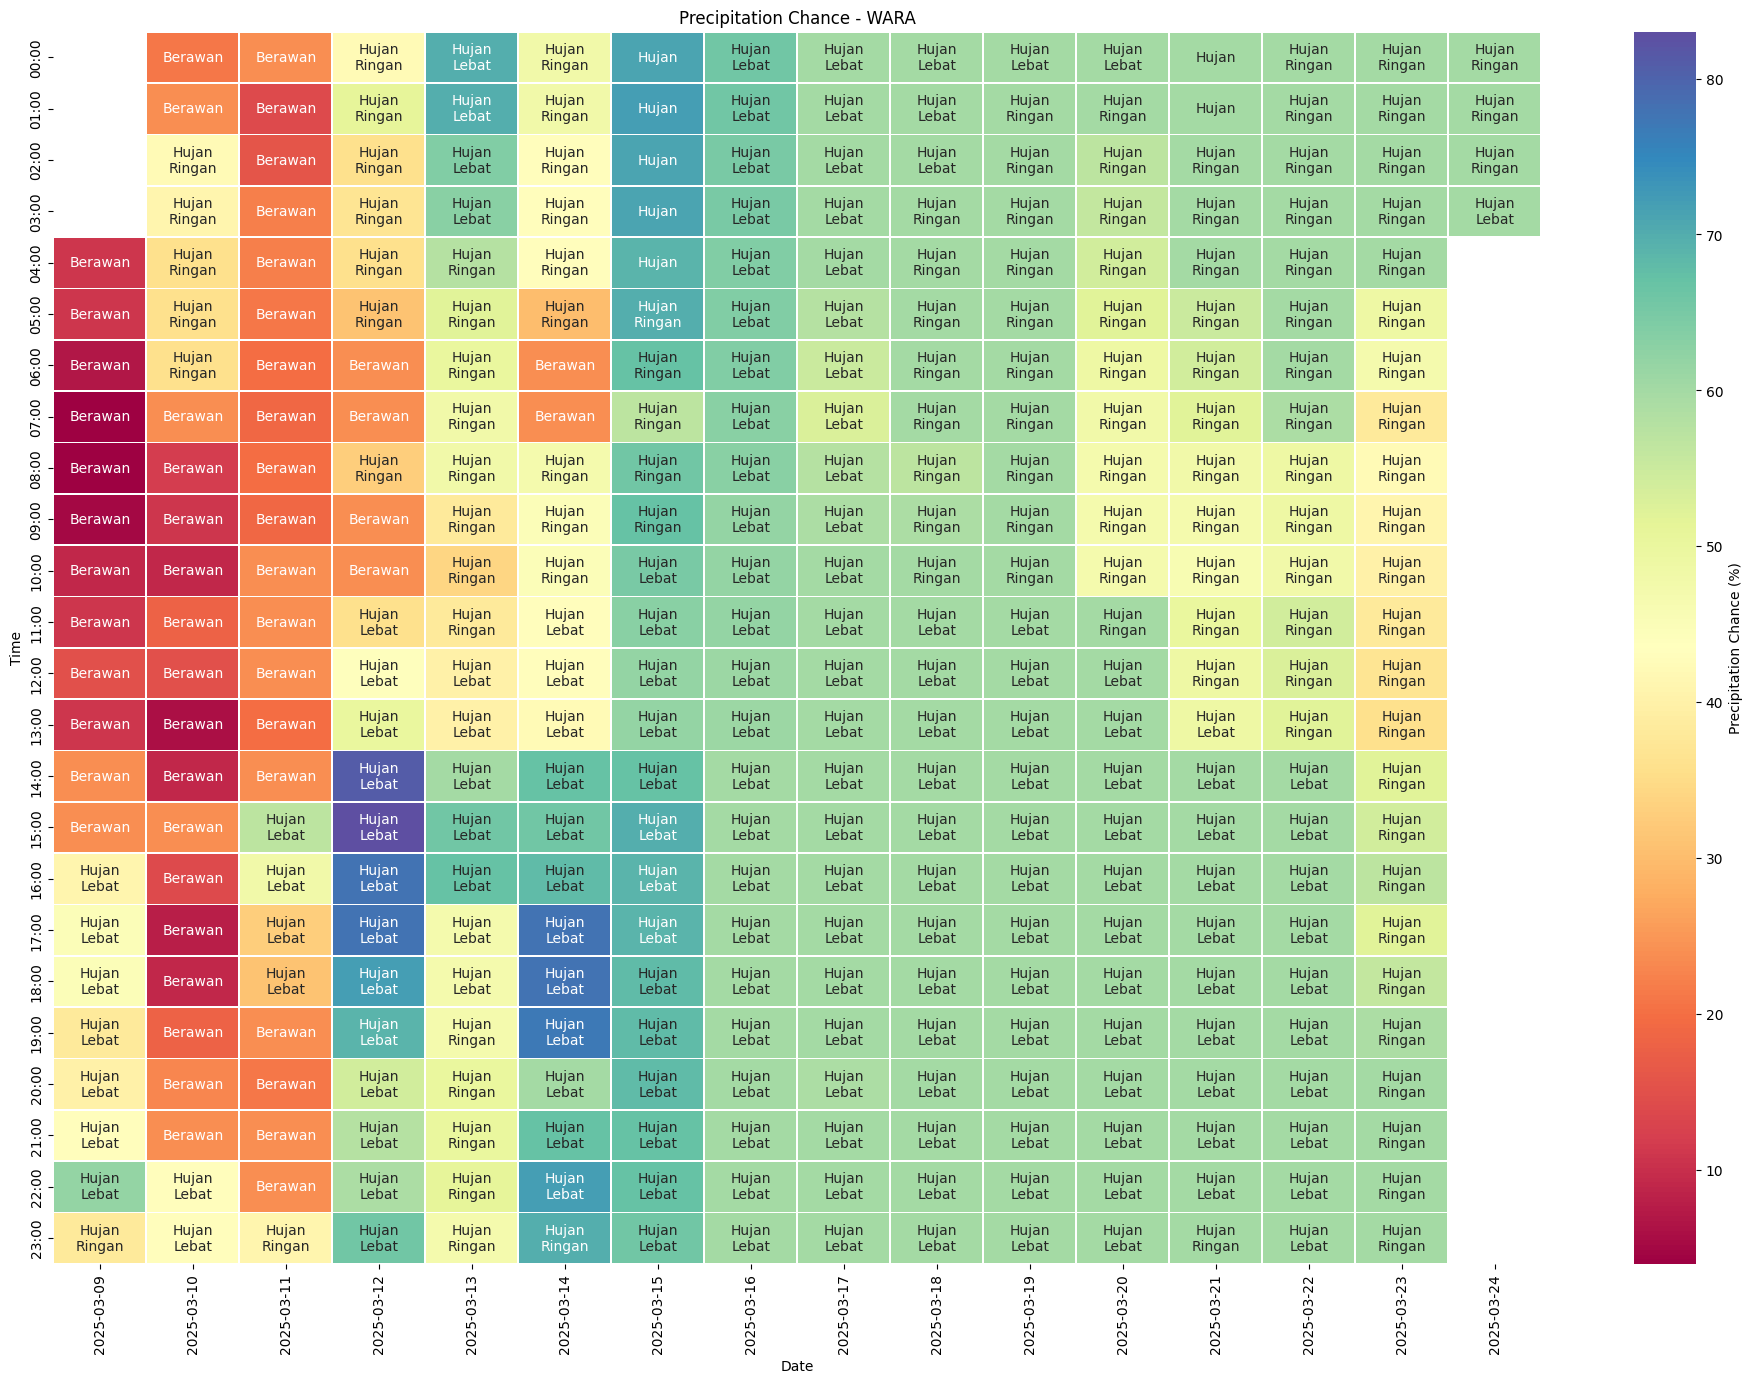 Precipitation Chance - WARA
00:00 Berawan Berawan Hujan Ringan Hujan Lebat Hujan Ringan Hujan Hujan Lebat Hujan Lebat Hujan Lebat Hujan Lebat Hujan Lebat Hujan Hujan Ringan Hujan Ringan Hujan Ringan
01:00 Berawan Berawan Hujan Ringan Hujan Lebat Hujan Ringan Hujan Hujan Lebat Hujan Lebat Hujan Lebat Hujan Ringan Hujan Ringan Hujan Hujan Ringan Hujan Ringan Hujan Ringan
02:00 Hujan Ringan Berawan Hujan Ringan Hujan Lebat Hujan Ringan Hujan Hujan Lebat Hujan Lebat Hujan Lebat Hujan Ringan Hujan Ringan Hujan Ringan Hujan Ringan Hujan Ringan Hujan Ringan
03:00 Hujan Ringan Berawan Hujan Ringan Hujan Lebat Hujan Ringan Hujan Hujan Lebat Hujan Lebat Hujan Ringan Hujan Ringan Hujan Ringan Hujan Ringan Hujan Ringan Hujan Ringan Hujan Lebat
04:00 Berawan Hujan Ringan Berawan Hujan Ringan Hujan Ringan Hujan Ringan Hujan Hujan Lebat Hujan Lebat Hujan Ringan Hujan Ringan Hujan Ringan Hujan Ringan Hujan Ringan Hujan Ringan
05:00 Berawan Hujan Ringan Berawan Hujan Ringan Hujan Ringan Hujan Ringan Hujan Ringan Hujan Lebat Hujan Lebat Hujan Ringan Hujan Ringan Hujan Ringan Hujan Ringan Hujan Ringan Hujan Ringan
06:00 Berawan Hujan Ringan Berawan Berawan Hujan Ringan Berawan Hujan Ringan Hujan Lebat Hujan Lebat Hujan Ringan Hujan Ringan Hujan Ringan Hujan Ringan Hujan Ringan Hujan Ringan
07:00 Berawan Berawan Berawan Berawan Hujan Ringan Berawan Hujan Ringan Hujan Lebat Hujan Lebat Hujan Ringan Hujan Ringan Hujan Ringan Hujan Ringan Hujan Ringan Hujan Ringan
08:00 Berawan Berawan Berawan Hujan Ringan Hujan Ringan Hujan Ringan Hujan Ringan Hujan Lebat Hujan Lebat Hujan Ringan Hujan Ringan Hujan Ringan Hujan Ringan Hujan Ringan Hujan Ringan
09:00 Berawan Berawan Berawan Berawan Hujan Ringan Hujan Ringan Hujan Ringan Hujan Lebat Hujan Lebat Hujan Ringan Hujan Ringan Hujan Ringan Hujan Ringan Hujan Ringan Hujan Ringan
10:00 Berawan Berawan Berawan Berawan Hujan Ringan Hujan Ringan Hujan Lebat Hujan Lebat Hujan Lebat Hujan Ringan Hujan Ringan Hujan Ringan Hujan Ringan Hujan Ringan Hujan Ringan
11:00 Berawan Berawan Berawan Hujan Lebat Hujan Ringan Hujan Lebat Hujan Lebat Hujan Lebat Hujan Lebat Hujan Lebat Hujan Lebat Hujan Ringan Hujan Ringan Hujan Ringan Hujan Ringan
12:00 Berawan Berawan Berawan Hujan Lebat Hujan Lebat Hujan Lebat Hujan Lebat Hujan Lebat Hujan Lebat Hujan Lebat Hujan Lebat Hujan Lebat Hujan Ringan Hujan Ringan Hujan Ringan
13:00 Berawan Berawan Berawan Hujan Lebat Hujan Lebat Hujan Lebat Hujan Lebat Hujan Lebat Hujan Lebat Hujan Lebat Hujan Lebat Hujan Lebat Hujan Lebat Hujan Ringan Hujan Ringan
14:00 Berawan Berawan Berawan Hujan Lebat Hujan Lebat Hujan Lebat Hujan Lebat Hujan Lebat Hujan Lebat Hujan Lebat Hujan Lebat Hujan Lebat Hujan Lebat Hujan Lebat Hujan Ringan
15:00 Berawan Berawan Hujan Lebat Hujan Lebat Hujan Lebat Hujan Lebat Hujan Lebat Hujan Lebat Hujan Lebat Hujan Lebat Hujan Lebat Hujan Lebat Hujan Lebat Hujan Lebat Hujan Ringan
16:00 Hujan Lebat Berawan Hujan Lebat Hujan Lebat Hujan Lebat Hujan Lebat Hujan Lebat Hujan Lebat Hujan Lebat Hujan Lebat Hujan Lebat Hujan Lebat Hujan Lebat Hujan Lebat Hujan Ringan
17:00 Hujan Lebat Berawan Hujan Lebat Hujan Lebat Hujan Lebat Hujan Lebat Hujan Lebat Hujan Lebat Hujan Lebat Hujan Lebat Hujan Lebat Hujan Lebat Hujan Lebat Hujan Lebat Hujan Ringan
18:00 Hujan Lebat Berawan Hujan Lebat Hujan Lebat Hujan Lebat Hujan Lebat Hujan Lebat Hujan Lebat Hujan Lebat Hujan Lebat Hujan Lebat Hujan Lebat Hujan Lebat Hujan Lebat Hujan Ringan
19:00 Hujan Lebat Berawan Berawan Hujan Lebat Hujan Ringan Hujan Lebat Hujan Lebat Hujan Lebat Hujan Lebat Hujan Lebat Hujan Lebat Hujan Lebat Hujan Lebat Hujan Lebat Hujan Ringan
20:00 Hujan Lebat Berawan Berawan Hujan Lebat Hujan Ringan Hujan Lebat Hujan Lebat Hujan Lebat Hujan Lebat Hujan Lebat Hujan Lebat Hujan Lebat Hujan Lebat Hujan Lebat Hujan Ringan
21:00 Hujan Lebat Berawan Berawan Hujan Lebat Hujan Ringan Hujan Lebat Hujan Lebat Hujan Lebat Hujan Lebat Hujan Lebat Hujan Lebat Hujan Lebat Hujan Lebat Hujan Lebat Hujan Ringan
22:00 Hujan Lebat Hujan Lebat Berawan Hujan Lebat Hujan Ringan Hujan Lebat Hujan Lebat Hujan Lebat Hujan Lebat Hujan Lebat Hujan Lebat Hujan Lebat Hujan Lebat Hujan Lebat Hujan Ringan
23:00 Hujan Ringan Hujan Lebat Hujan Ringan Hujan Lebat Hujan Ringan Hujan Ringan Hujan Lebat Hujan Lebat Hujan Lebat Hujan Lebat Hujan Lebat Hujan Lebat Hujan Ringan Hujan Lebat Hujan Ringan
Time
2025-03-09 2025-03-10 2025-03-11 2025-03-12 2025-03-13 2025-03-14 2025-03-15 2025-03-16 2025-03-17 2025-03-18 2025-03-19 2025-03-20 2025-03-21 2025-03-22 2025-03-23 2025-03-24
Date
80
70
60
50
40
30
20
10
Precipitation Chance (%)